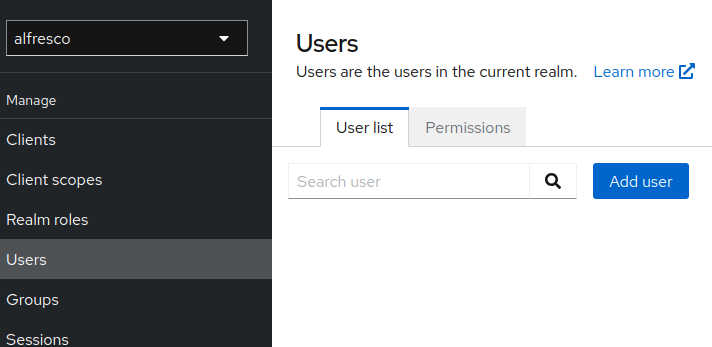 alfresco
Manage
Clients
Client scopes
Realm roles
Users
Groups
Sessions
Users
Users are the users in the current realm. Learn more
User list Permissions
Search user Add user